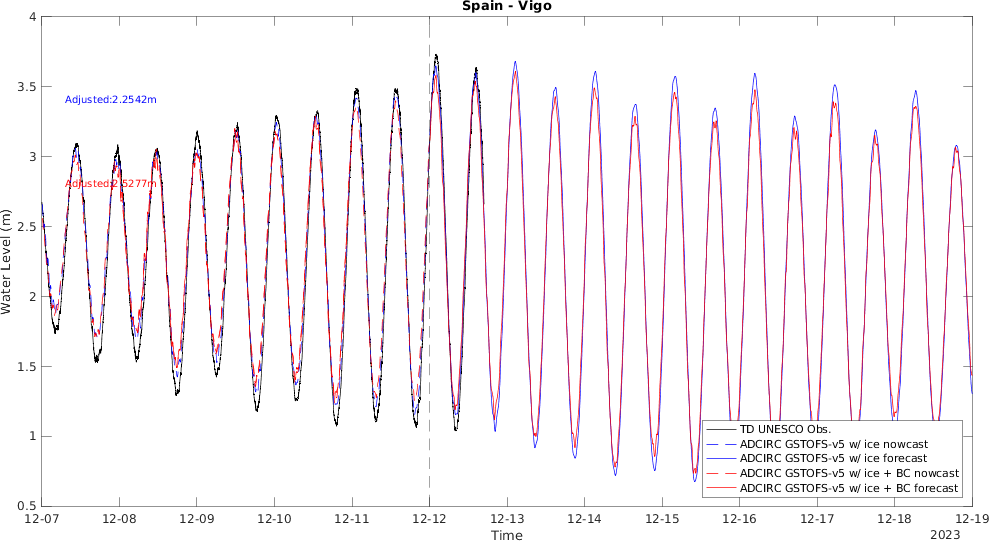 Spain - Vigo
Water Level (m)
4
3.5
3
2.5
2
1.5
1
0.5
Adjusted:2.2542m
Adjusted:2.5277m
TD UNESCO Obs.
ADCIRC GSTOFS-v5 w/ ice nowcast
ADCIRC GSTOFS-v5 w/ ice forecast
ADCIRC GSTOFS-v5 w/ ice + BC nowcast
ADCIRC GSTOFS-v5 w/ ice + BC forecast
12-07 12-08 12-09 12-10 12-11 12-12 12-13 12-14 12-15 12-16 12-17 12-18 12-19
Time
2023